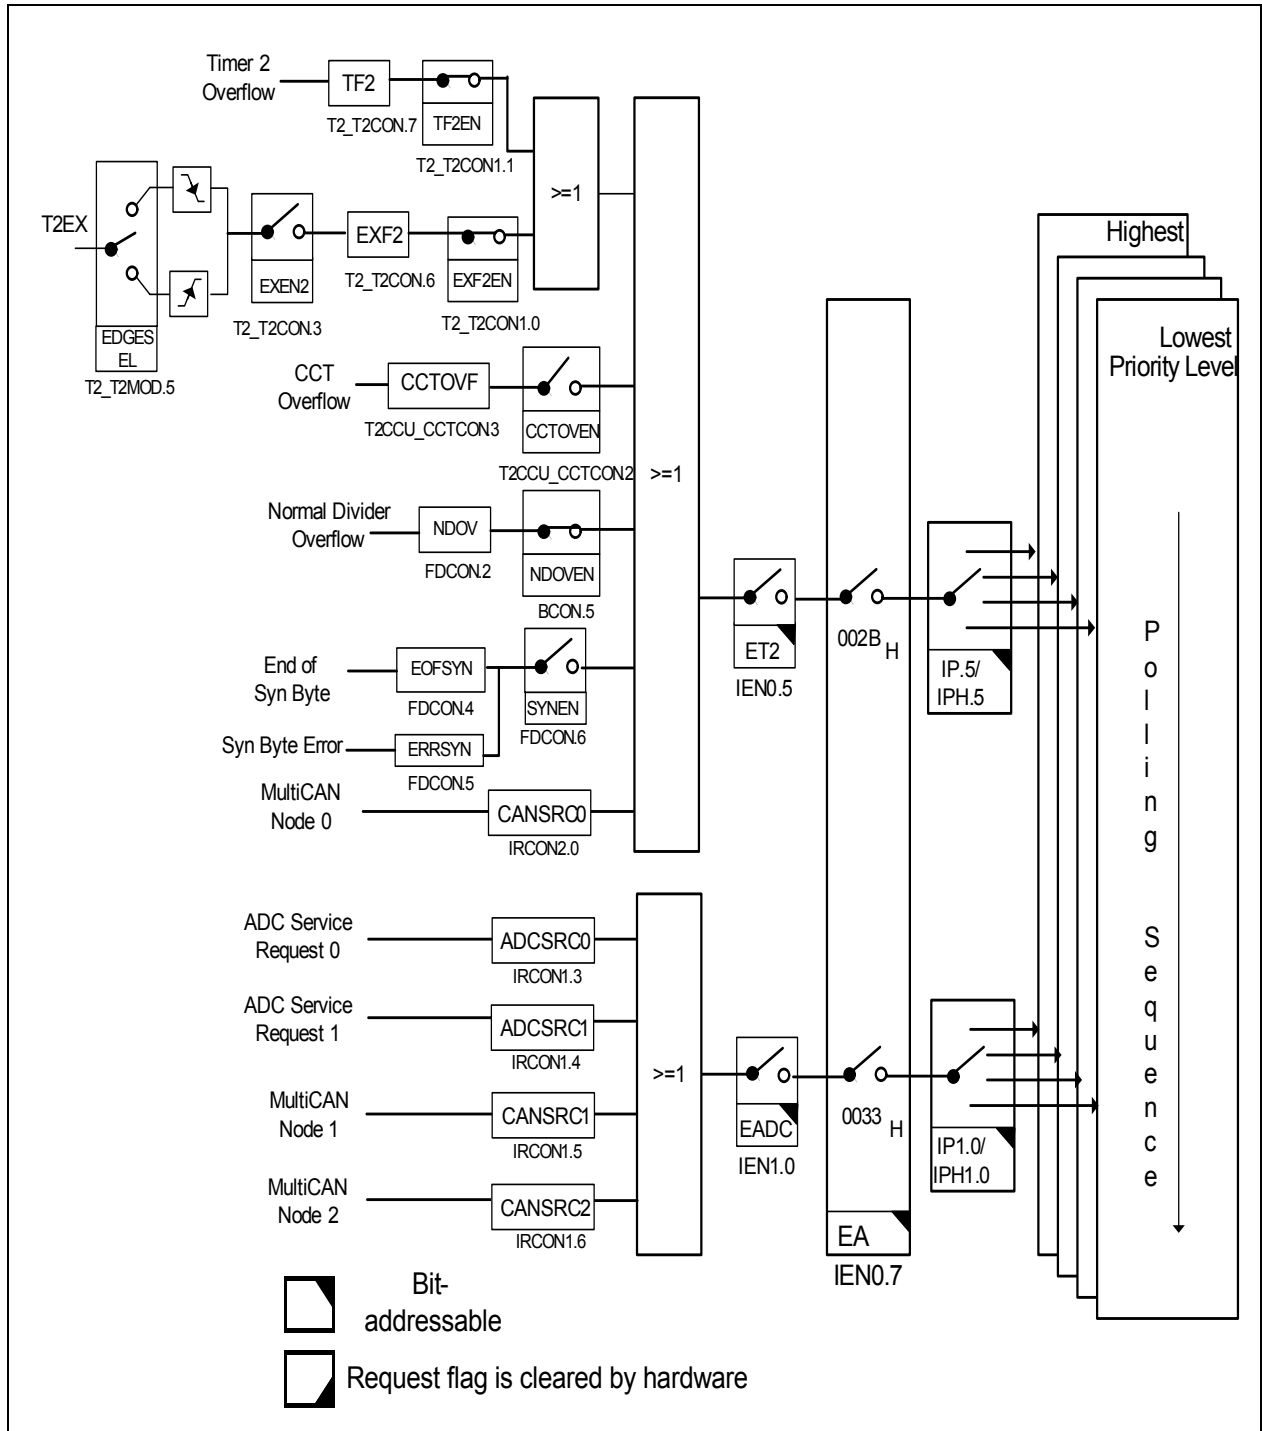 Timer 2
Overflow
TF2
T2_T2CON.7
TF2EN
T2_T2CON1.1
>=1
T2EX
EDGES
EL
T2_T2MOD.5
EXEN2
T2_T2CON.3
EXF2
T2_T2CON.6
EXF2EN
T2_T2CON1.0
CCT
Overflow
CCTOVF
T2CCU_CCTCON.3
CCTOVEN
T2CCU_CCTCON.2
>=1
Normal Divider
Overflow
NDOV
FDCON.2
NDOVEN
BCON.5
End of
Syn Byte
EOFSYN
FDCON.4
SYNEN
FDCON.6
Syn Byte Error
ERRSYN
FDCON.5
MultiCAN
Node 0
CANSRC0
IRCON2.0
ET2
IEN0.5
002B H
IP.5/
IPH.5
Highest
Lowest
Priority Level
Polling Sequence
ADC Service
Request 0
ADCSRC0
IRCON1.3
ADC Service
Request 1
ADCSRC1
IRCON1.4
MultiCAN
Node 1
CANSRC1
IRCON1.5
MultiCAN
Node 2
CANSRC2
IRCON1.6
>=1
EADC
IEN1.0
0033 H
IP1.0/
IPH1.0
EA
IEN0.7
Bit-
addressable
Request flag is cleared by hardware